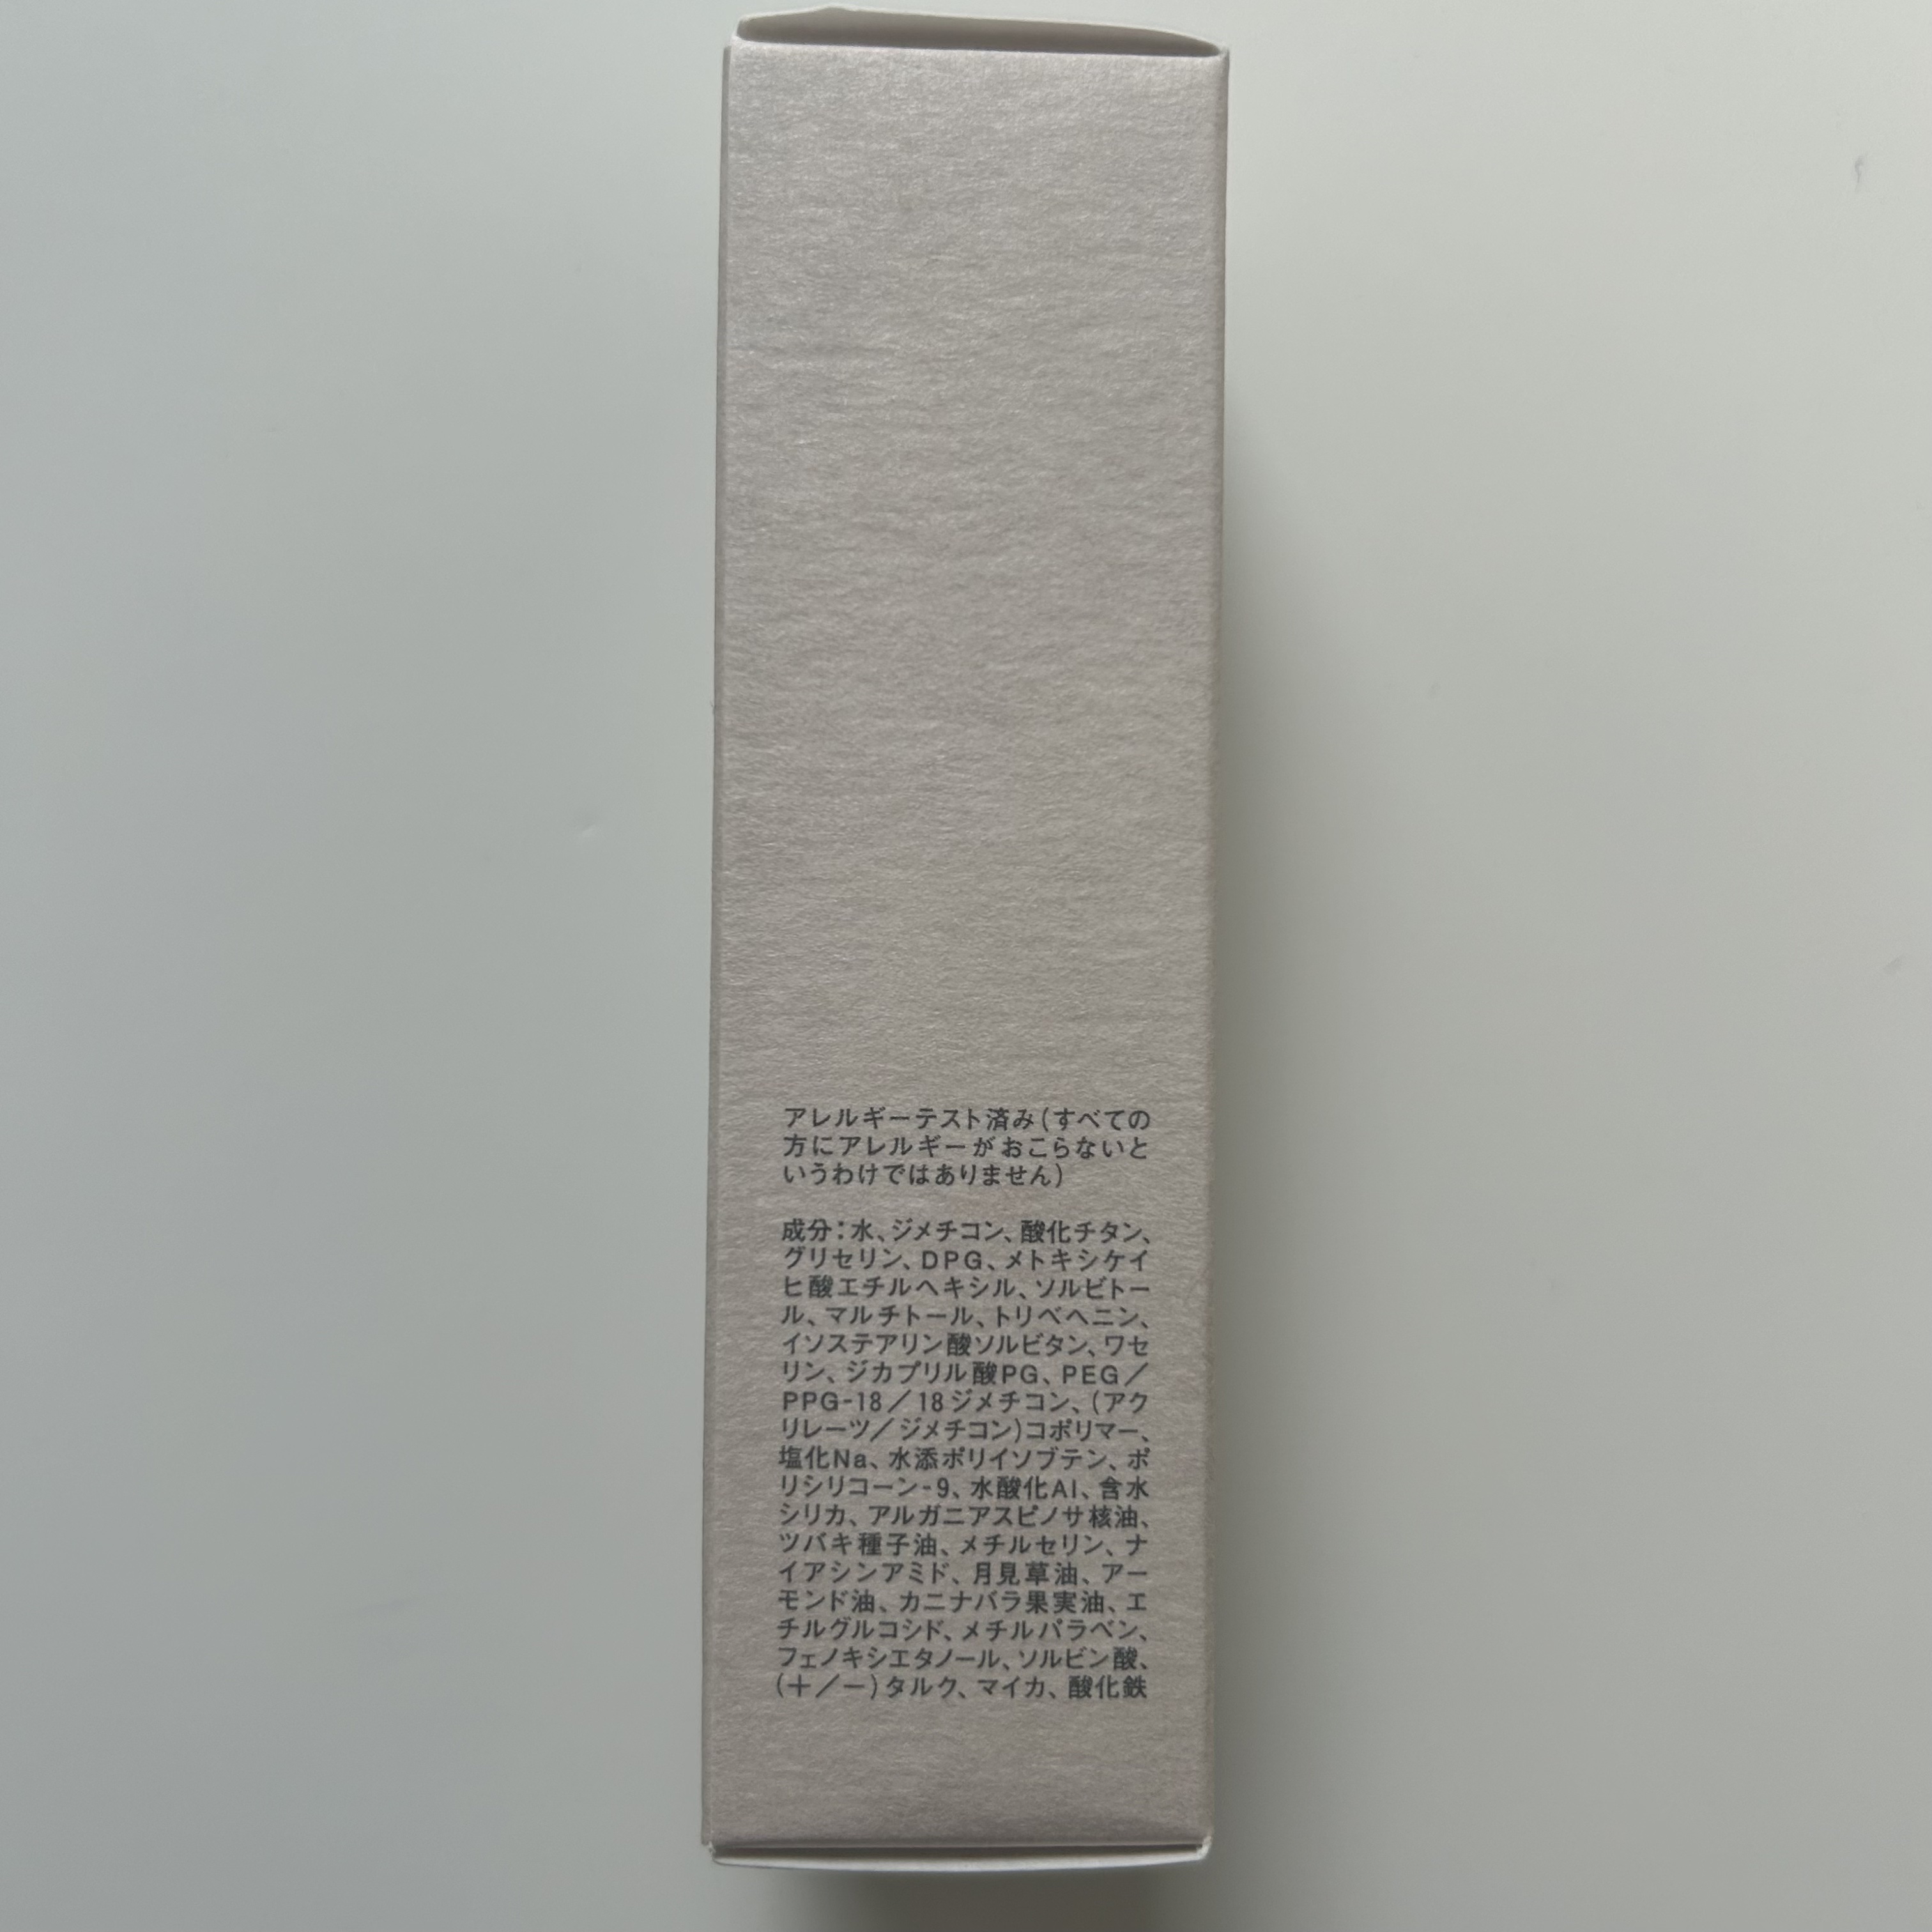 アレルギーテスト済み(すべての
方にアレルギーがおこらないと
いうわけではありません)
成分:水、ジメチコン、酸化チタン、
グリセリン、DPG、メトキシケイ
ヒ酸エチルヘキシル、ソルビトー
ル、マルチトール、トリベヘニン、
イソステアリン酸ソルビタン、ワセ
リン、ジカプリル酸PG、PEG/
PPG-18/18ジメチコン、(アク
リレーツ/ジメチコン)コポリマー、
塩化Na、水添ポリイソブテン、ポ
リシリコーン-9、水酸化Al、含水
シリカ、アルガニアスピノサ核油、
ツバキ種子油、メチルセリン、ナ
イアシンアミド、月見草油、アー
モンド油、カニナバラ果実油、エ
チルグルコシド、メチルパラベン、
フェノキシエタノール、ソルビン酸、
(+/-)タルク、マイカ、酸化鉄